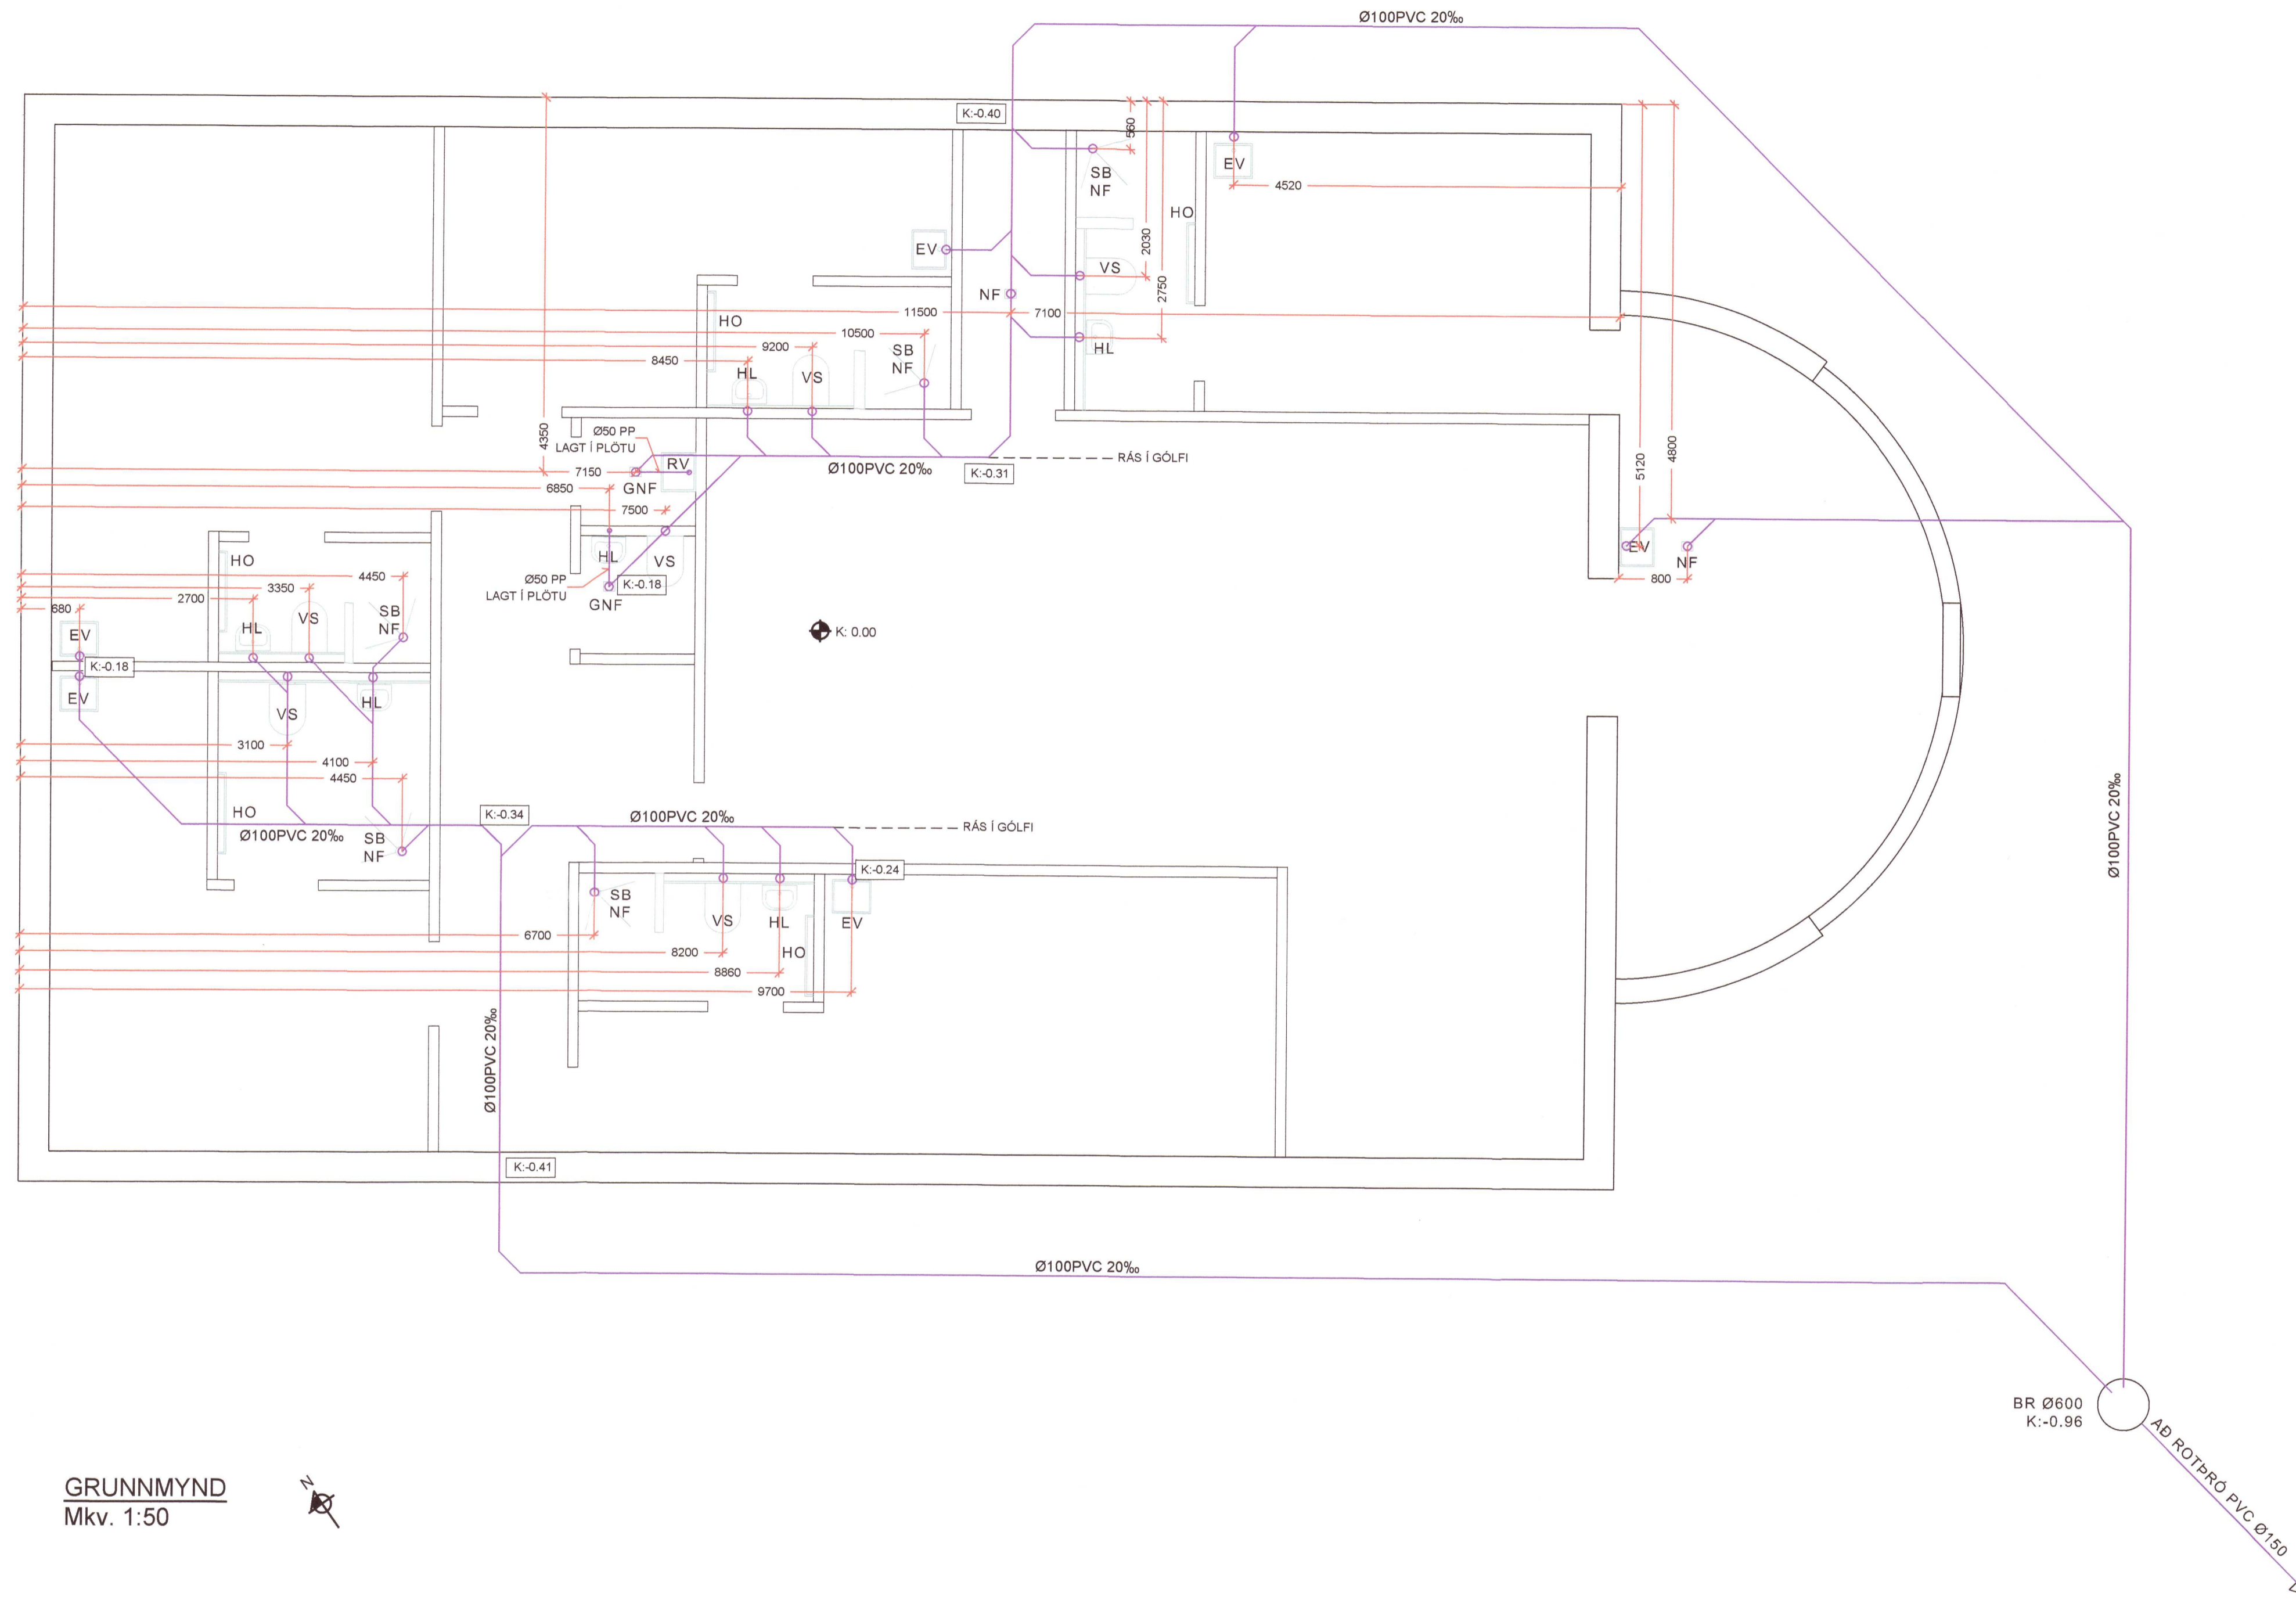 Ø100PVC 20‰
K:-0.40
560
SB
NF
EV
4520
HO
2030
EV
VS
2750
NF
11500
7100
HO
10500
SB
NF
9200
HL
8450
HL
VS
4350
Ø50 PP
LAGT Í PLÖTU
RV
RÁS Í GÓLFI
Ø100PVC 20‰
K:-0.31
7150
GNF
6850
7500
5120
4800
HO
HL
VS
EV
NF
800
4450
3350
2700
680
Ø50 PP
LAGT Í PLÖTU
K:-0.18
GNF
VS
SB
NF
HL
EV
K: 0.00
K:-0.18
EV
HL
VS
3100
4100
4450
HO
Ø100PVC 20‰
SB
NF
K:-0.34
Ø100PVC 20‰
RÁS Í GÓLFI
Ø100PVC 20‰
K:-0.24
SB
NF
VS
HL
EV
6700
8200
HO
8860
9700
Ø100PVC 20‰
K:-0.41
Ø100PVC 20‰
BR Ø600
K:-0.96
AÐ ROTÞRÓ PVC Ø150
GRUNNMYND
Mkv. 1:50
N